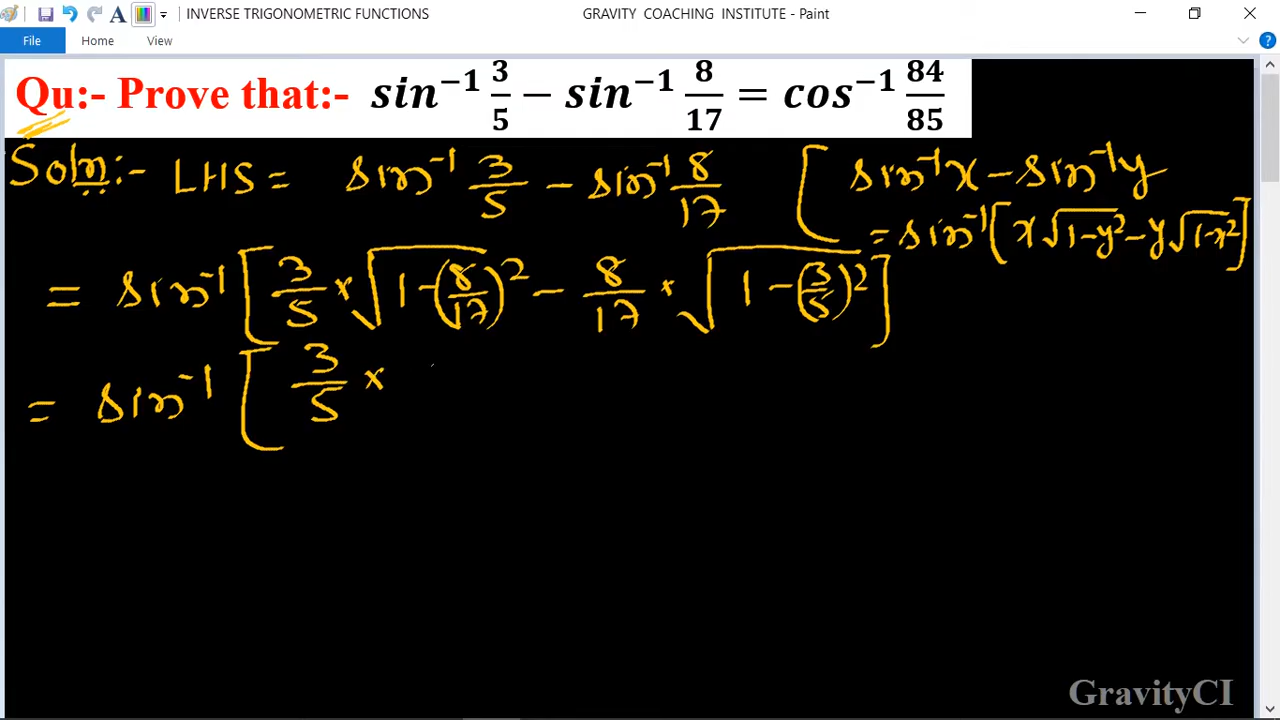 INVERSE TRIGONOMETRIC FUNCTIONS GRAVITY COACHING INSTITUTE - Paint
File Home View
Qu:- Prove that:- sin⁻¹ 3/5 − sin⁻¹ 8/17 = cos⁻¹ 84/85
Soln:- LHS = sin⁻¹ 3/5 − sin⁻¹ 8/17 [ sin⁻¹x − sin⁻¹y
= sin⁻¹[x√(1−y²) − y√(1−x²)]
= sin⁻¹ [ 3/5 × √(1−(8/17)²) − 8/17 × √(1−(3/5)²) ]
= sin⁻¹ [ 3/5 ×
GravityCI